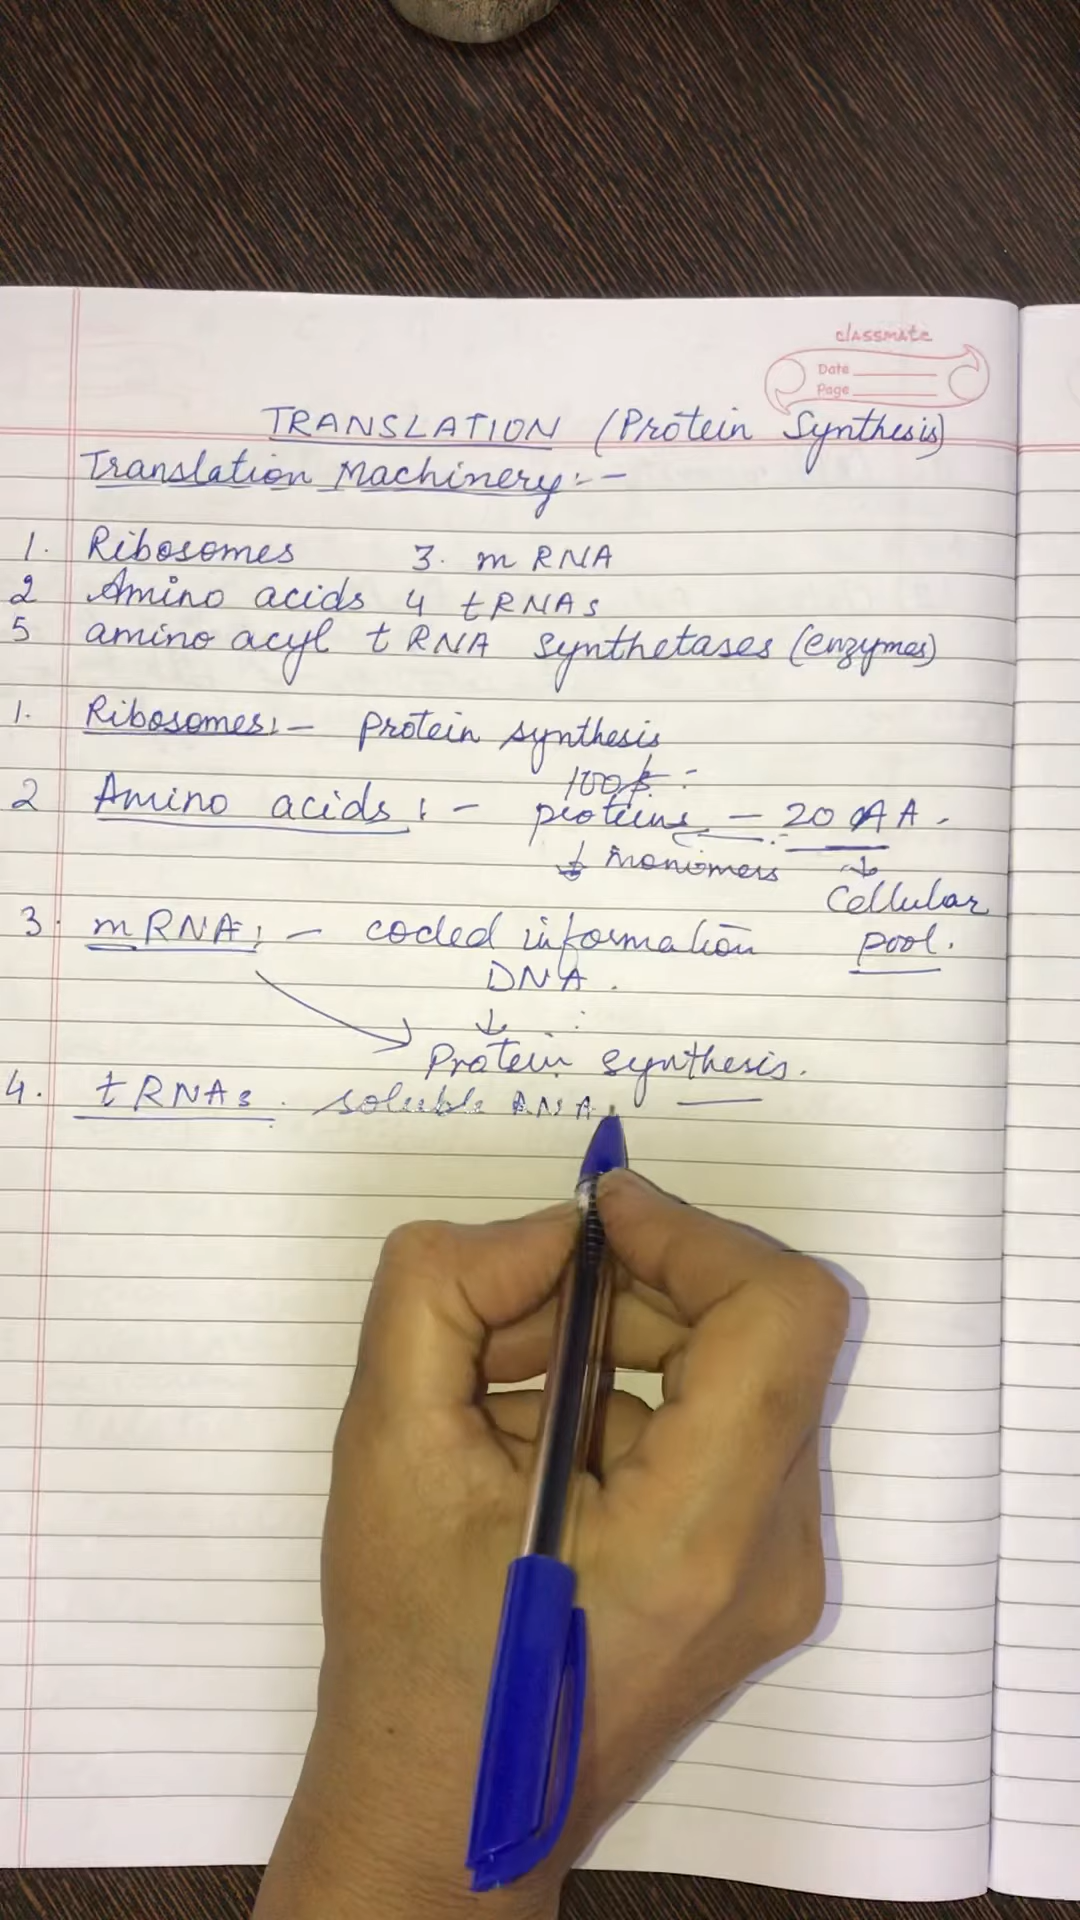 classmate
Date
Page
TRANSLATION (Protein Synthesis)
Translation Machinery:-
1. Ribosomes 3. mRNA
2 Amino acids 4 tRNAs
5 amino acyl tRNA synthetases (enzymes)
1. Ribosomes:- Protein synthesis
100
2 Amino acids:- proteins - 20 AA.
↓ monomers ↓
Cellular
3. mRNA:- coded information pool.
DNA.
↓
Protein synthesis.
4. tRNAs. soluble RNA.